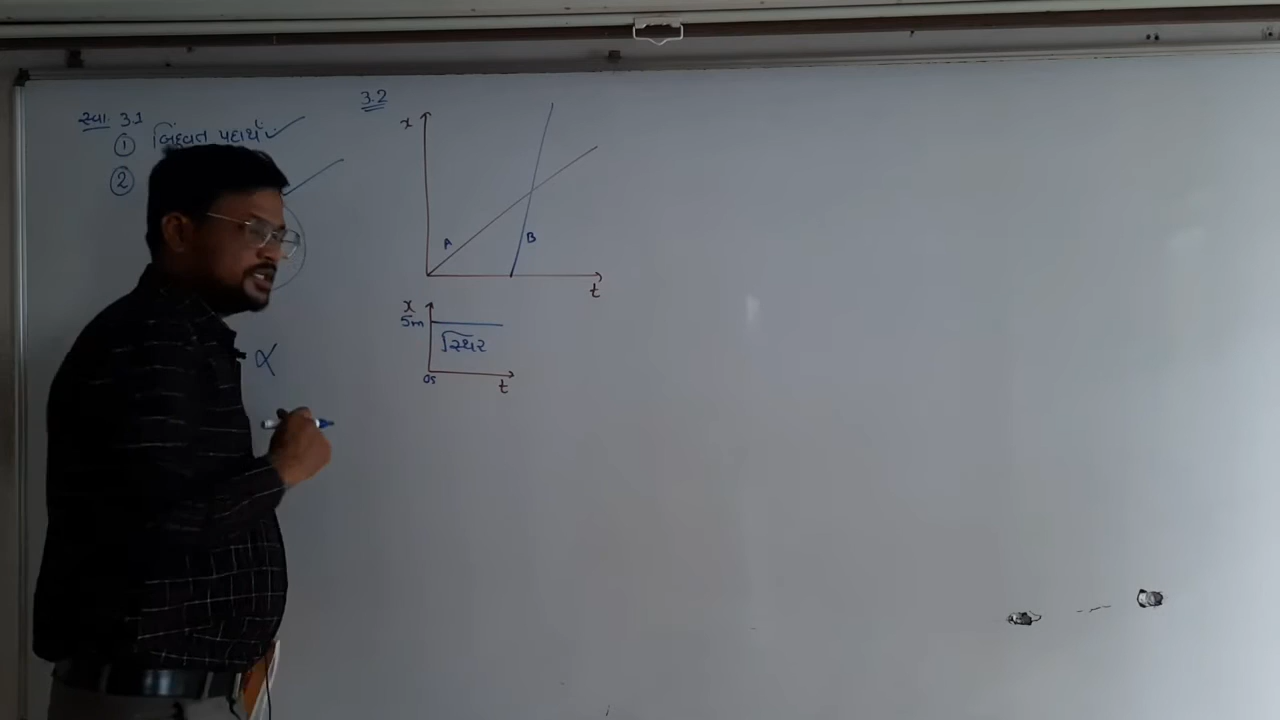 સ્વા. 3.1
① બિંદુવત પદાર્થ ✓
②
∝
3.2
x
A
B
t
x
5m
સ્થિર
0s
t